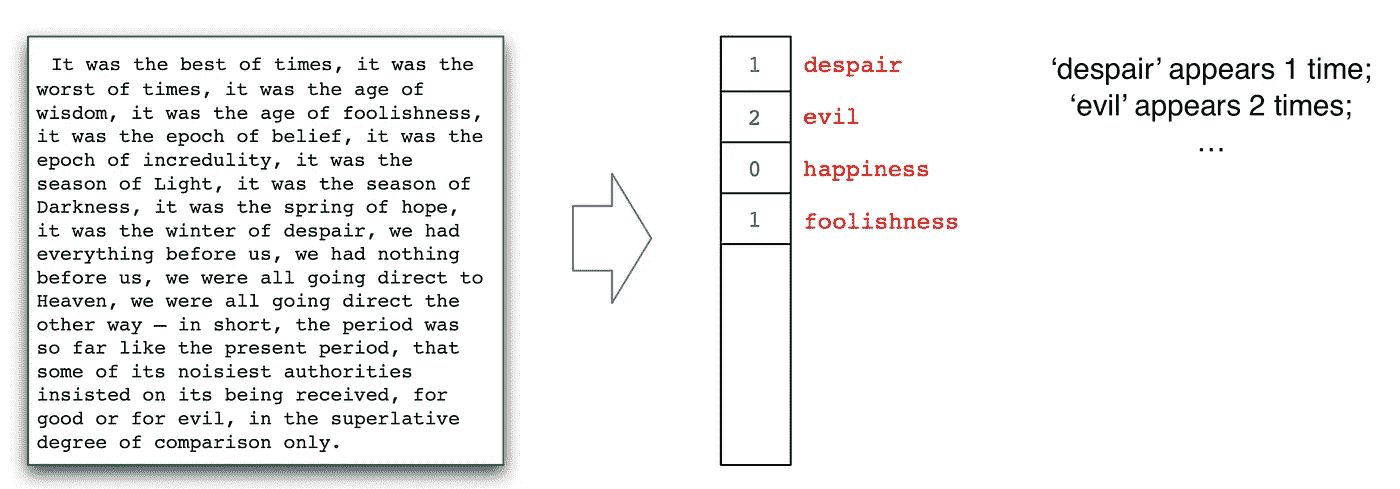 It was the best of times, it was the
worst of times, it was the age of
wisdom, it was the age of foolishness,
it was the epoch of belief, it was the
epoch of incredulity, it was the
season of Light, it was the season of
Darkness, it was the spring of hope,
it was the winter of despair, we had
everything before us, we had nothing
before us, we were all going direct to
Heaven, we were all going direct the
other way – in short, the period was
so far like the present period, that
some of its noisiest authorities
insisted on its being received, for
good or for evil, in the superlative
degree of comparison only.
1 despair
2 evil
0 happiness
1 foolishness
‘despair’ appears 1 time;
‘evil’ appears 2 times;
…